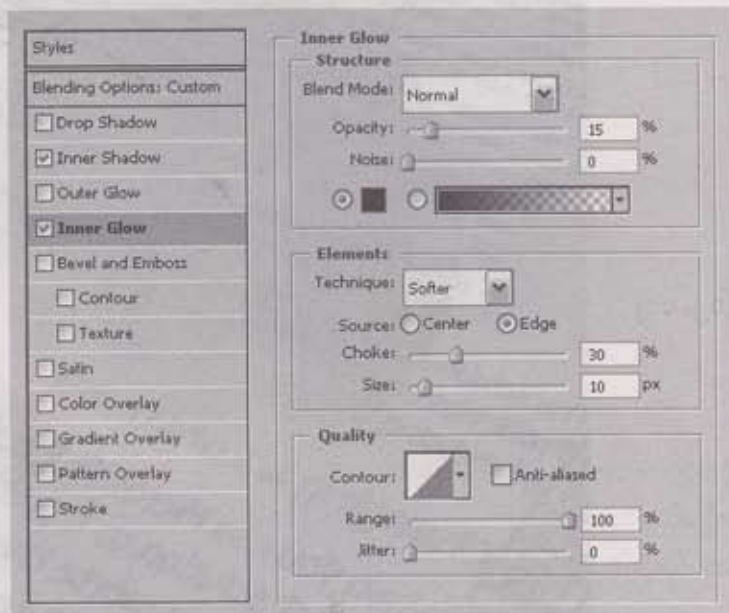 Styles
Blending Options: Custom
Drop Shadow
Inner Shadow
Outer Glow
Inner Glow
Bevel and Emboss
Contour
Texture
Satin
Color Overlay
Gradient Overlay
Pattern Overlay
Stroke
Inner Glow
Structure
Blend Mode: Normal
Opacity: 15 %
Noise: 0 %
Elements
Technique: Softer
Source: Center Edge
Choke: 30 %
Size: 10 px
Quality
Contour: Anti-aliased
Range: 100 %
Jitter: 0 %